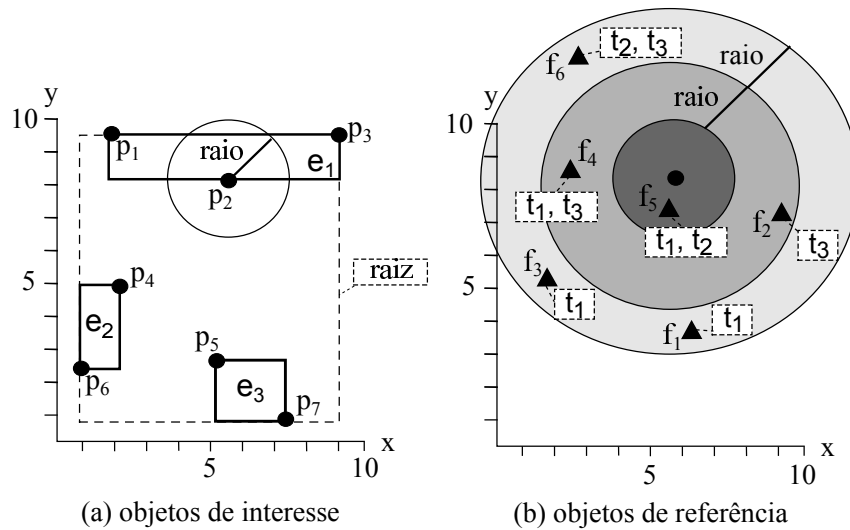 y
10
5
p₁
p₃
raio
e₁
p₂
p₄
e₂
p₆
raiz
p₅
e₃
p₇
5
10
x
(a) objetos de interesse
t₂, t₃
f₆
raio
raio
y
10
5
f₄
t₁, t₃
f₅
t₁, t₂
f₂
t₃
f₃
t₁
f₁
t₁
5
10
x
(b) objetos de referência